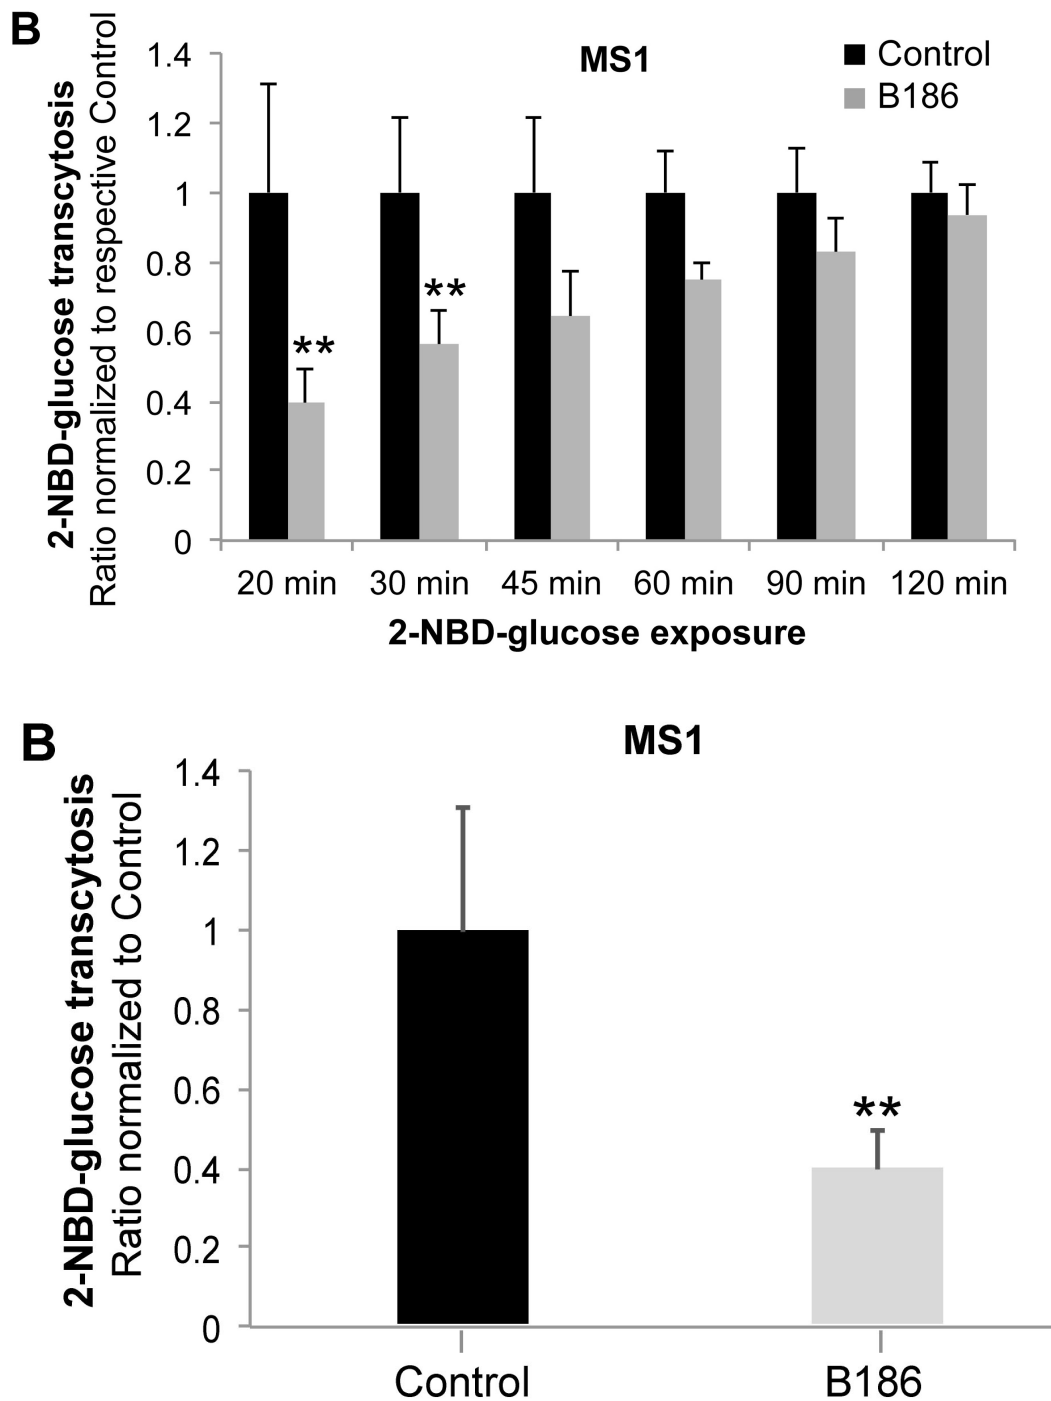 B
MS1
Control
B186
2-NBD-glucose transcytosis
Ratio normalized to respective Control
1.4
1.2
1
0.8
0.6
0.4
0.2
0
**
**
20 min 30 min 45 min 60 min 90 min 120 min
2-NBD-glucose exposure
B
MS1
2-NBD-glucose transcytosis
Ratio normalized to Control
1.4
1.2
1
0.8
0.6
0.4
0.2
0
**
Control B186